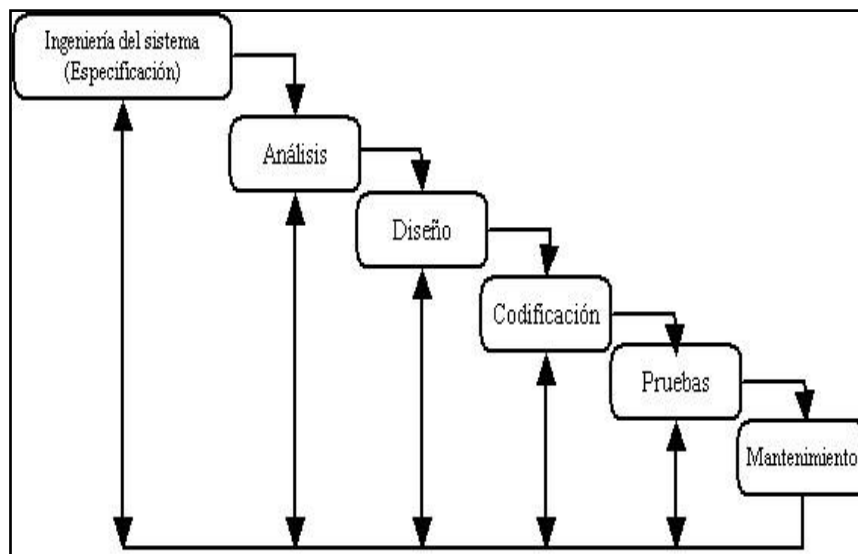 Ingeniería del sistema
(Especificación)
Análisis
Diseño
Codificación
Pruebas
Mantenimiento